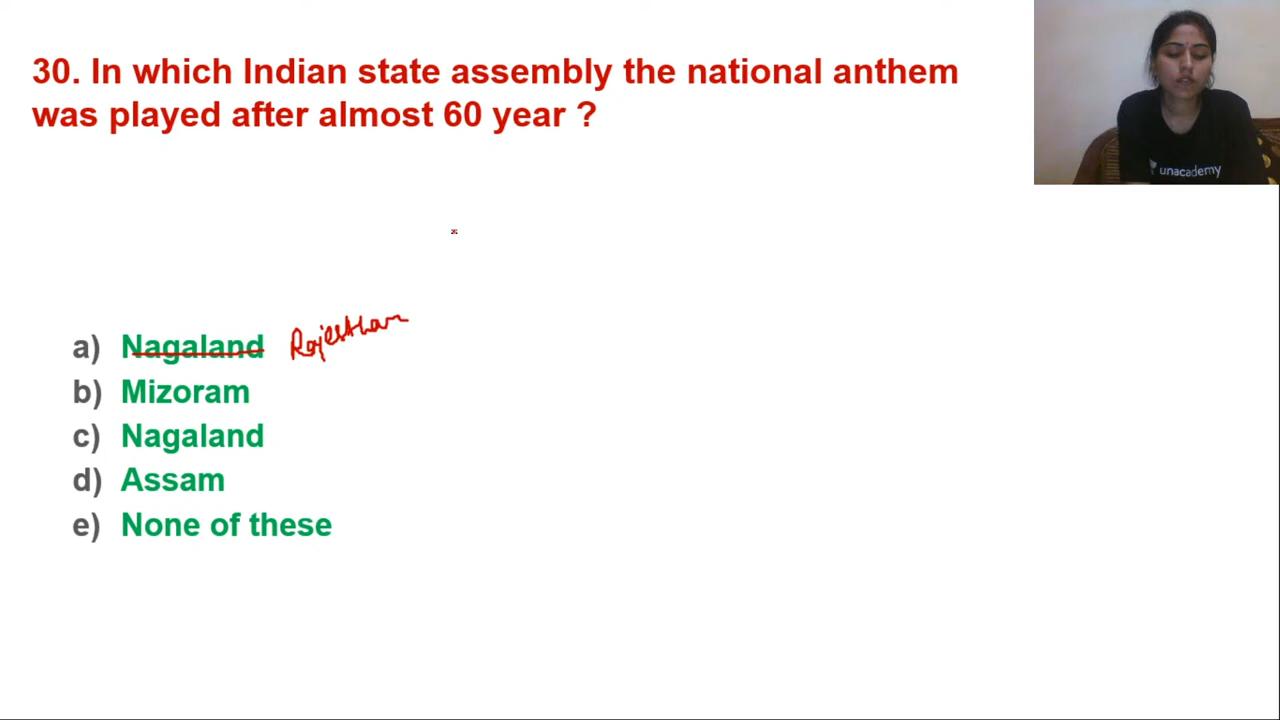 30. In which Indian state assembly the national anthem
was played after almost 60 year ?
unacademy
a) Nagaland Rajesthan
b) Mizoram
c) Nagaland
d) Assam
e) None of these